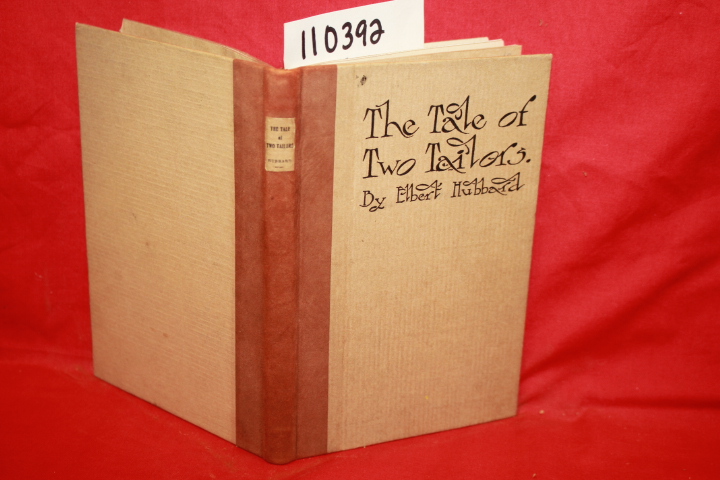 110392
THE TALE
of
TWO TAILORS
HUBBARD
The Tale of
Two Tailors.
By Elbert Hubbard